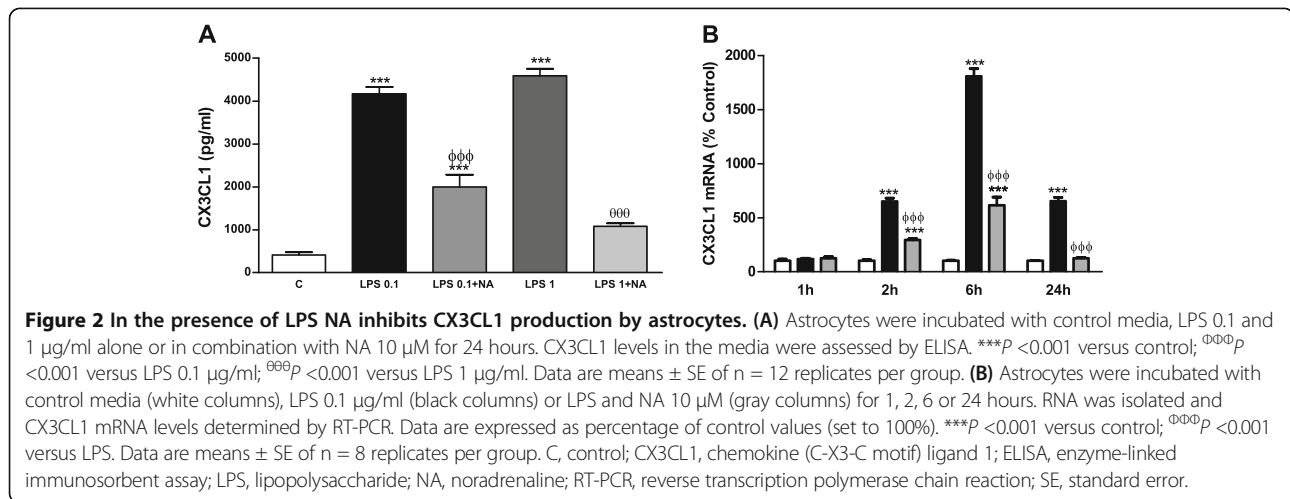 A
B
5000
4000
3000
2000
1000
0
CX3CL1 (pg/ml)
***
ϕϕϕ
***
***
θθθ
C
LPS 0.1
LPS 0.1+NA
LPS 1
LPS 1+NA
2000
1500
1000
500
0
CX3CL1 mRNA (% Control)
***
ϕϕϕ
***
***
ϕϕϕ
***
***
ϕϕϕ
1h
2h
6h
24h
Figure 2 In the presence of LPS NA inhibits CX3CL1 production by astrocytes. (A) Astrocytes were incubated with control media, LPS 0.1 and
1 μg/ml alone or in combination with NA 10 μM for 24 hours. CX3CL1 levels in the media were assessed by ELISA. ***P <0.001 versus control; ΦΦΦP
<0.001 versus LPS 0.1 μg/ml; θθθP <0.001 versus LPS 1 μg/ml. Data are means ± SE of n = 12 replicates per group. (B) Astrocytes were incubated with
control media (white columns), LPS 0.1 μg/ml (black columns) or LPS and NA 10 μM (gray columns) for 1, 2, 6 or 24 hours. RNA was isolated and
CX3CL1 mRNA levels determined by RT-PCR. Data are expressed as percentage of control values (set to 100%). ***P <0.001 versus control; ΦΦΦP <0.001
versus LPS. Data are means ± SE of n = 8 replicates per group. C, control; CX3CL1, chemokine (C-X3-C motif) ligand 1; ELISA, enzyme-linked
immunosorbent assay; LPS, lipopolysaccharide; NA, noradrenaline; RT-PCR, reverse transcription polymerase chain reaction; SE, standard error.